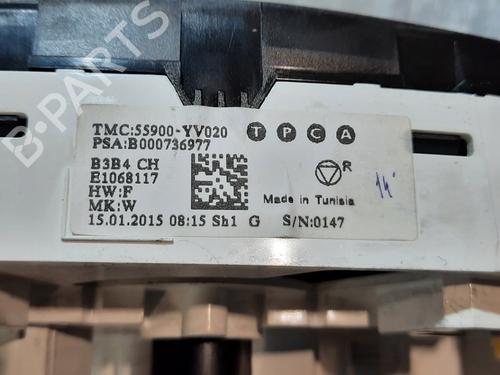 B-PARTS
TMC:55900-YV020 T P C A
PSA:B000736977
B3B4 CH
E1068117
R
HW:F
MK:W
Made in Tunisia
15.01.2015 08:15 Sh1 G S/N:0147